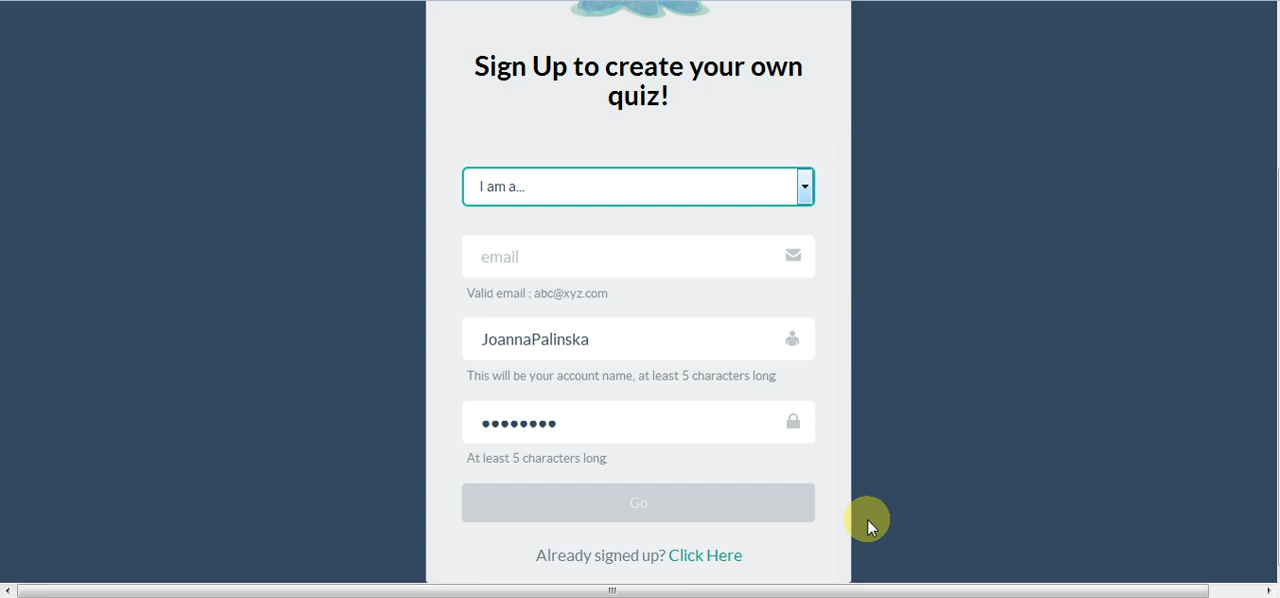 Sign Up to create your own
quiz!
I am a...
email
Valid email : abc@xyz.com
JoannaPalinska
This will be your account name, at least 5 characters long
••••••••
At least 5 characters long
Go
Already signed up? Click Here